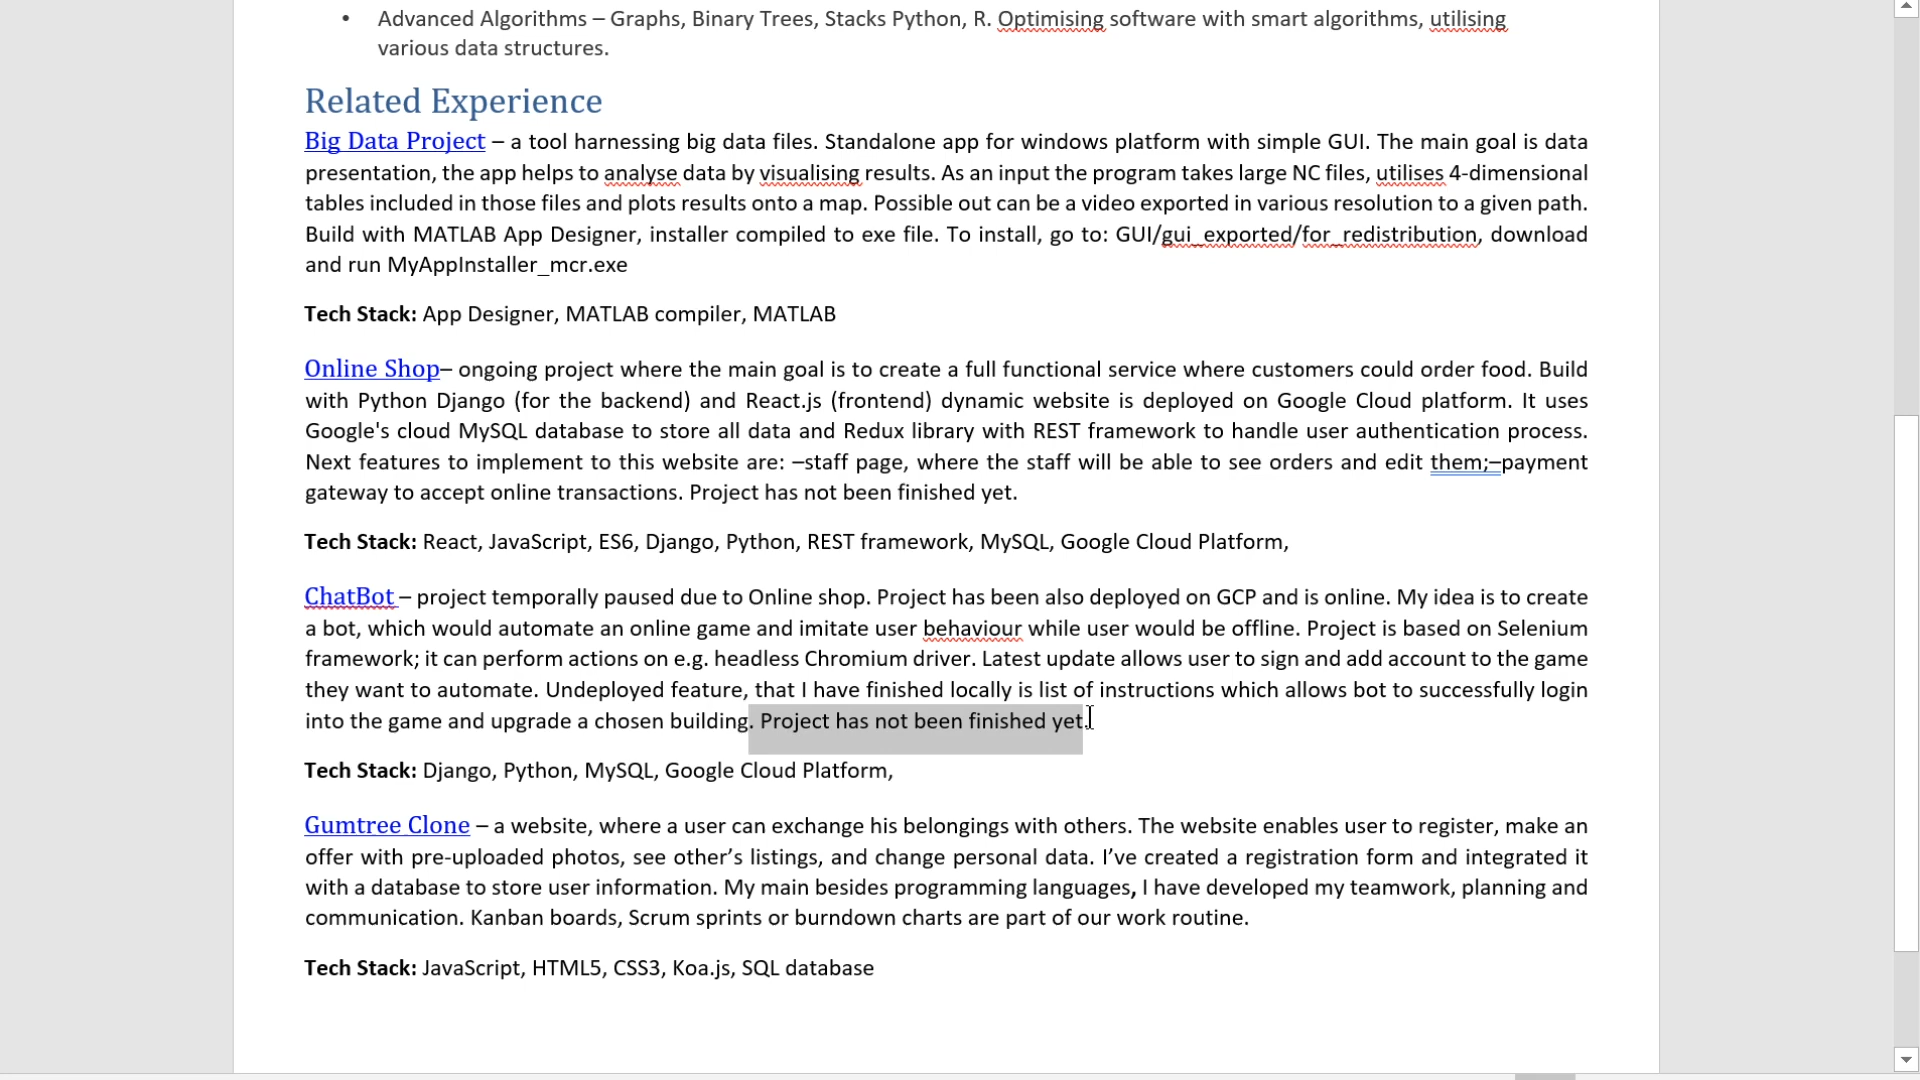 • Advanced Algorithms – Graphs, Binary Trees, Stacks Python, R. Optimising software with smart algorithms, utilising
various data structures.
Related Experience
Big Data Project – a tool harnessing big data files. Standalone app for windows platform with simple GUI. The main goal is data
presentation, the app helps to analyse data by visualising results. As an input the program takes large NC files, utilises 4-dimensional
tables included in those files and plots results onto a map. Possible out can be a video exported in various resolution to a given path.
Build with MATLAB App Designer, installer compiled to exe file. To install, go to: GUI/gui_exported/for_redistribution, download
and run MyAppInstaller_mcr.exe
Tech Stack: App Designer, MATLAB compiler, MATLAB
Online Shop– ongoing project where the main goal is to create a full functional service where customers could order food. Build
with Python Django (for the backend) and React.js (frontend) dynamic website is deployed on Google Cloud platform. It uses
Google's cloud MySQL database to store all data and Redux library with REST framework to handle user authentication process.
Next features to implement to this website are: –staff page, where the staff will be able to see orders and edit them;–payment
gateway to accept online transactions. Project has not been finished yet.
Tech Stack: React, JavaScript, ES6, Django, Python, REST framework, MySQL, Google Cloud Platform,
ChatBot – project temporally paused due to Online shop. Project has been also deployed on GCP and is online. My idea is to create
a bot, which would automate an online game and imitate user behaviour while user would be offline. Project is based on Selenium
framework; it can perform actions on e.g. headless Chromium driver. Latest update allows user to sign and add account to the game
they want to automate. Undeployed feature, that I have finished locally is list of instructions which allows bot to successfully login
into the game and upgrade a chosen building. Project has not been finished yet.
Tech Stack: Django, Python, MySQL, Google Cloud Platform,
Gumtree Clone – a website, where a user can exchange his belongings with others. The website enables user to register, make an
offer with pre-uploaded photos, see other’s listings, and change personal data. I’ve created a registration form and integrated it
with a database to store user information. My main besides programming languages, I have developed my teamwork, planning and
communication. Kanban boards, Scrum sprints or burndown charts are part of our work routine.
Tech Stack: JavaScript, HTML5, CSS3, Koa.js, SQL database